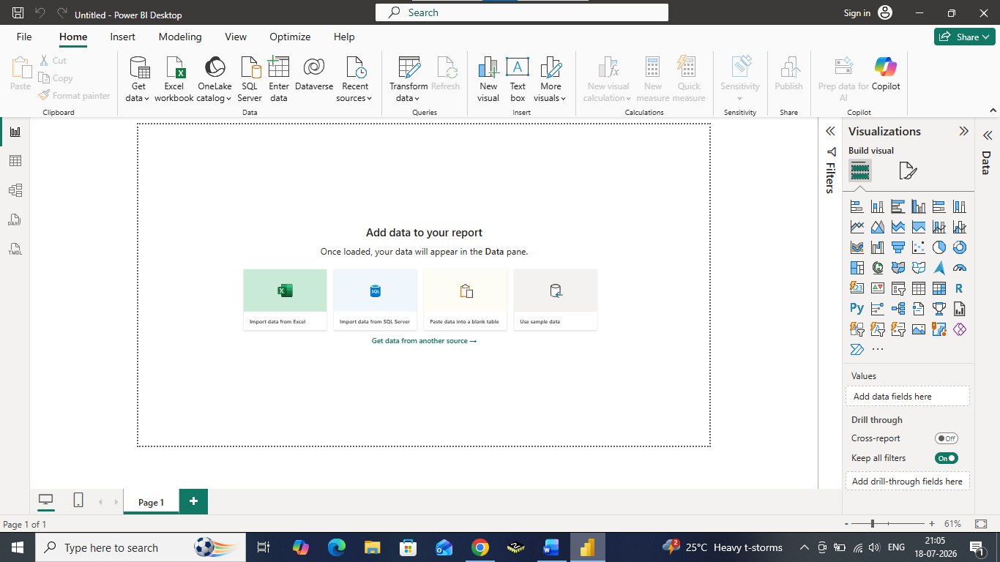 Untitled - Power BI Desktop
Search
Sign in
File
Home
Insert
Modeling
View
Optimize
Help
Share
Paste
Cut
Copy
Format painter
Clipboard
Get data
Excel workbook
OneLake catalog
SQL Server
Enter data
Dataverse
Recent sources
Data
Transform data
Refresh
Queries
New visual
Text box
More visuals
Insert
New visual calculation
New measure
Quick measure
Calculations
Sensitivity
Sensitivity
Publish
Share
Prep data for AI
Copilot
Copilot
DAX
TMDL
Add data to your report
Once loaded, your data will appear in the Data pane.
SQL
Import data from Excel
Import data from SQL Server
Paste data into a blank table
Use sample data
Get data from another source →
Filters
Visualizations
Build visual
123
R
Py
Values
Add data fields here
Drill through
Cross-report
Off
Keep all filters
On
Add drill-through fields here
Data
Page 1
Page 1 of 1
- + 61%
Type here to search
2
25°C Heavy t-storms
ENG
21:05
18-07-2026
1